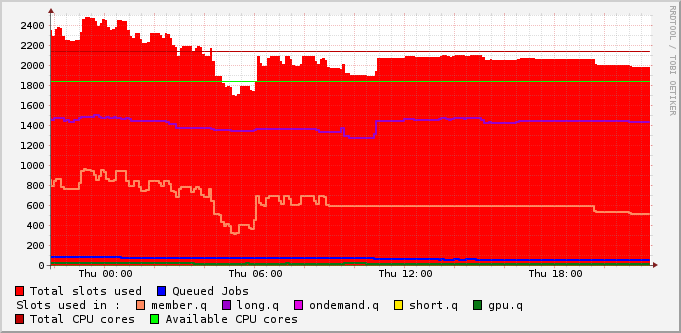 RRDTOOL / TOBI OETIKER
2400
2200
2000
1800
1600
1400
1200
1000
800
600
400
200
0
Thu 00:00 Thu 06:00 Thu 12:00 Thu 18:00
Total slots used Queued Jobs
Slots used in : member.q long.q ondemand.q short.q gpu.q
Total CPU cores Available CPU cores